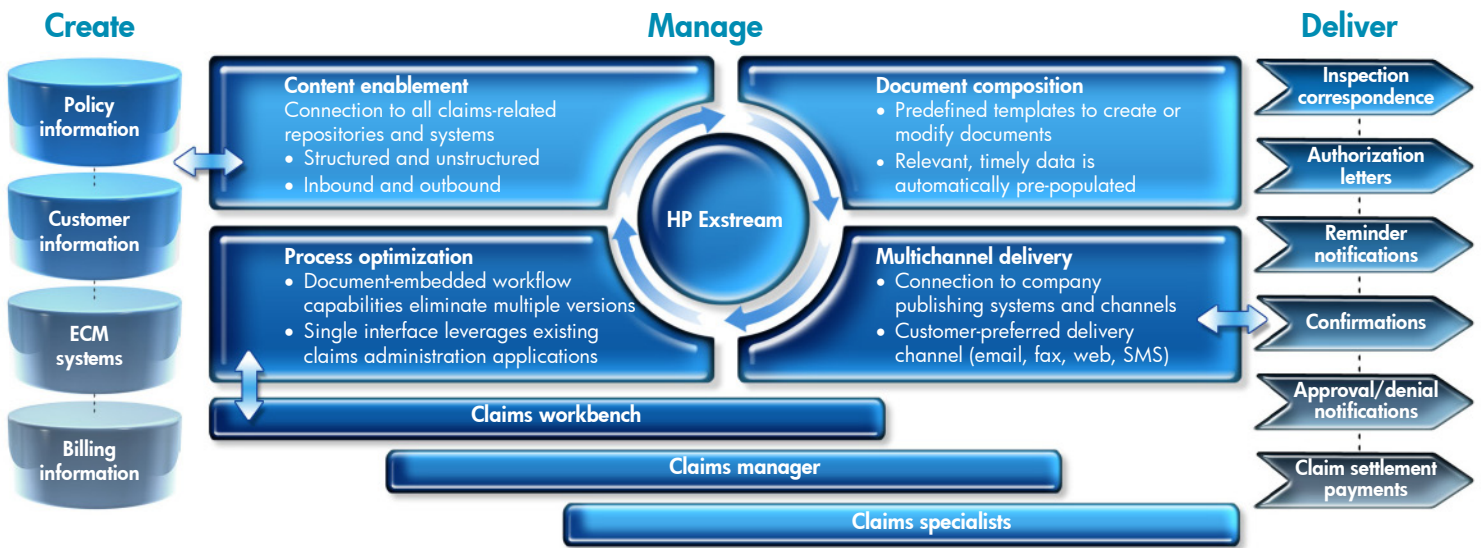 Create
Manage
Deliver
Policy
information
Customer
information
ECM
systems
Billing
information
Content enablement
Connection to all claims-related
repositories and systems
• Structured and unstructured
• Inbound and outbound
Document composition
• Predefined templates to create or
modify documents
• Relevant, timely data is
automatically pre-populated
HP Exstream
Process optimization
• Document-embedded workflow
capabilities eliminate multiple versions
• Single interface leverages existing
claims administration applications
Multichannel delivery
• Connection to company
publishing systems and channels
• Customer-preferred delivery
channel (email, fax, web, SMS)
Claims workbench
Claims manager
Claims specialists
Inspection
correspondence
Authorization
letters
Reminder
notifications
Confirmations
Approval/denial
notifications
Claim settlement
payments